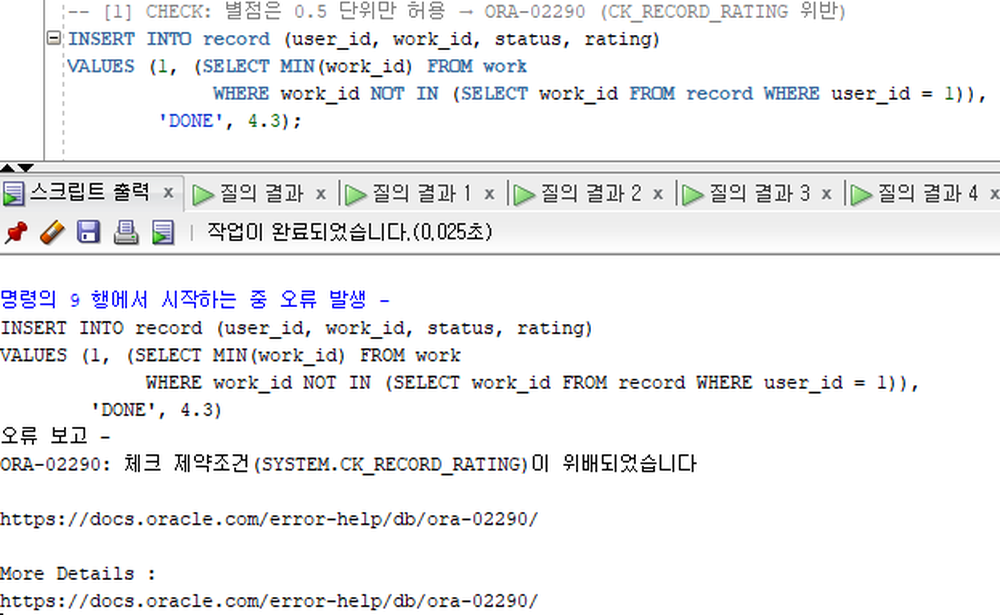 -- [1] CHECK: 별점은 0.5 단위만 허용 → ORA-02290 (CK_RECORD_RATING 위반)
INSERT INTO record (user_id, work_id, status, rating)
VALUES (1, (SELECT MIN(work_id) FROM work
WHERE work_id NOT IN (SELECT work_id FROM record WHERE user_id = 1)),
'DONE', 4.3);
스크립트 출력 x 질의 결과 x 질의 결과 1 x 질의 결과 2 x 질의 결과 3 x 질의 결과 4 x
작업이 완료되었습니다.(0.025초)
명령의 9 행에서 시작하는 중 오류 발생 -
INSERT INTO record (user_id, work_id, status, rating)
VALUES (1, (SELECT MIN(work_id) FROM work
WHERE work_id NOT IN (SELECT work_id FROM record WHERE user_id = 1)),
'DONE', 4.3)
오류 보고 -
ORA-02290: 체크 제약조건(SYSTEM.CK_RECORD_RATING)이 위배되었습니다
https://docs.oracle.com/error-help/db/ora-02290/
More Details :
https://docs.oracle.com/error-help/db/ora-02290/